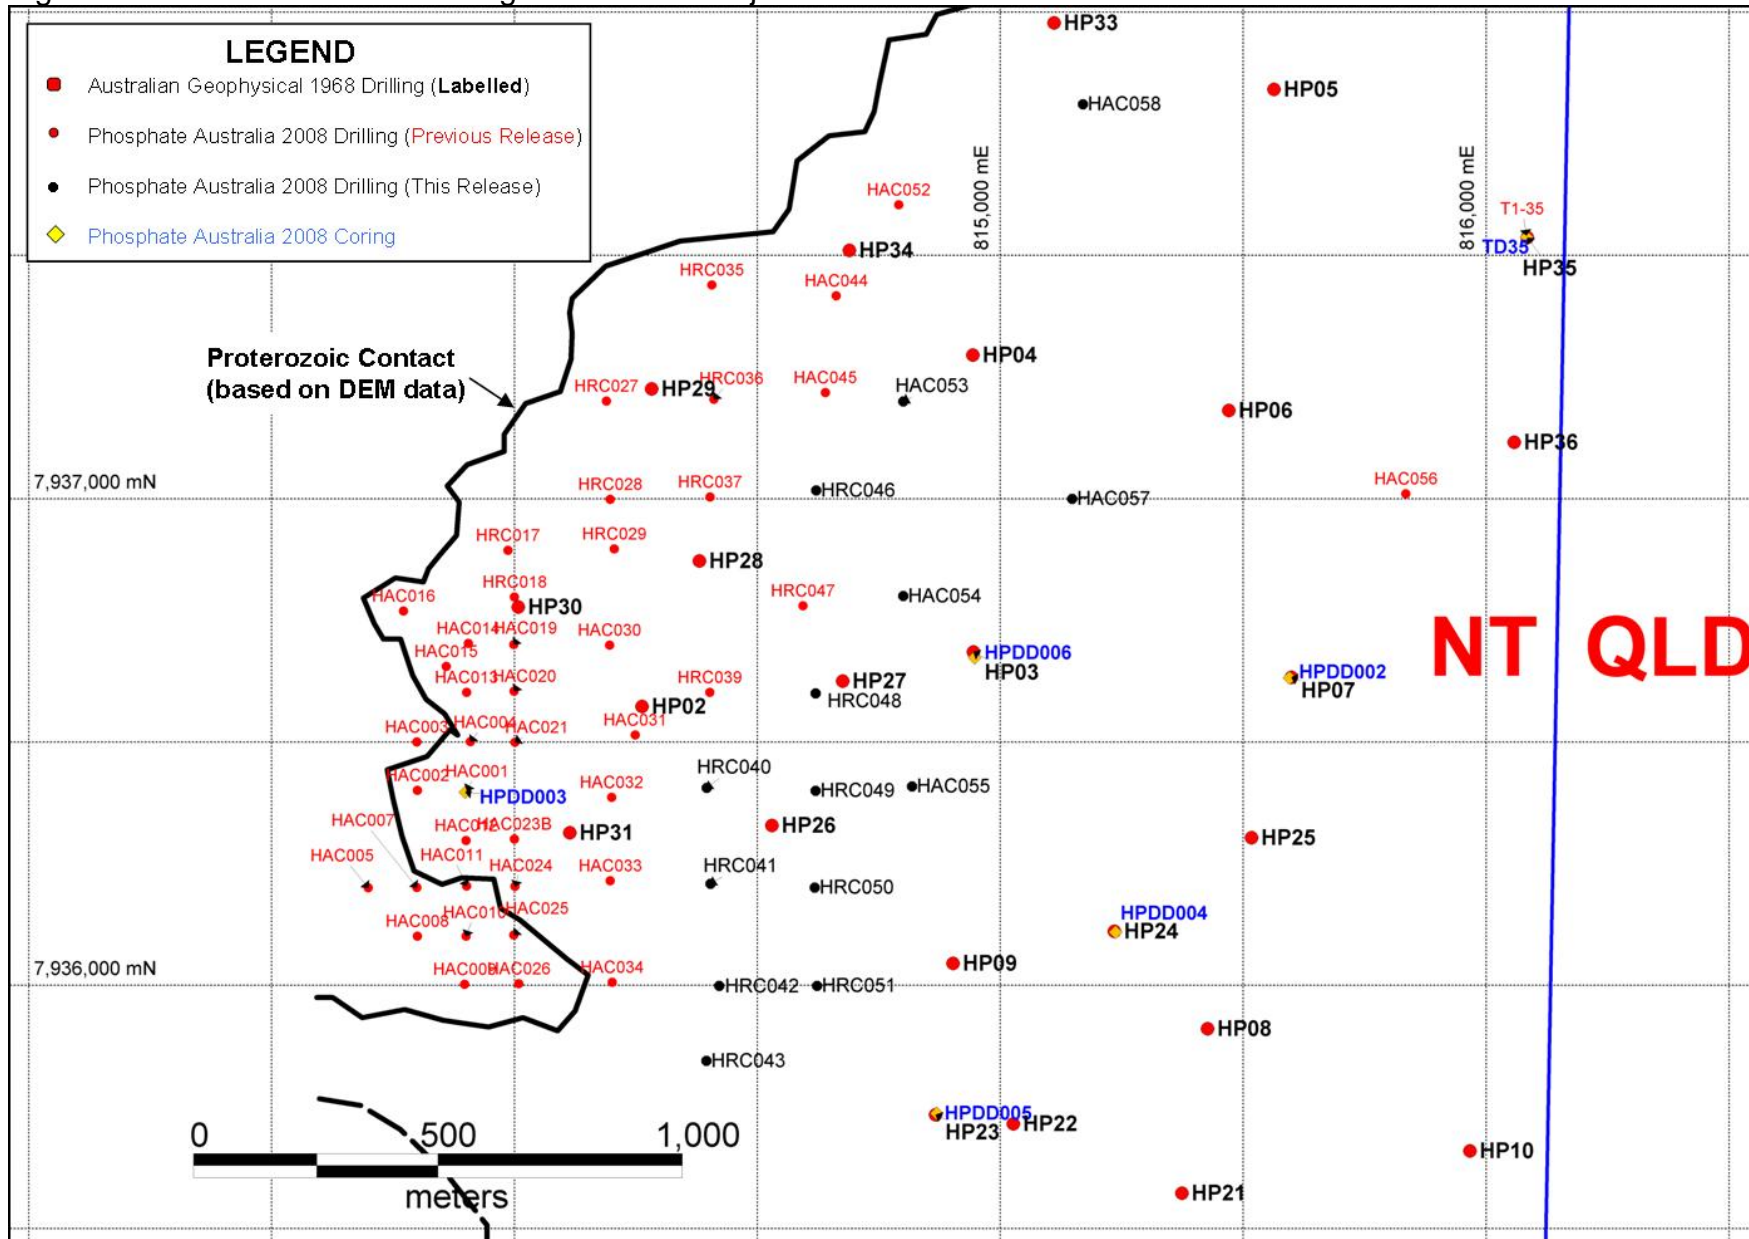 LEGEND
Australian Geophysical 1968 Drilling (Labelled)
Phosphate Australia 2008 Drilling (Previous Release)
Phosphate Australia 2008 Drilling (This Release)
Phosphate Australia 2008 Coring
HP33
HP05
HAC058
815,000 mE
816,000 mE
HAC052
T1-35
TD35
HP35
HP34
HRC035
HAC044
Proterozoic Contact
(based on DEM data)
HP04
HRC027
HP29
HRC036
HAC045
HAC053
HP06
HP36
7,937,000 mN
HRC028
HRC037
HRC046
HAC057
HAC056
HRC017
HRC029
HP28
HRC018
HAC016
HP30
HRC047
HAC054
HAC014
HAC019
HAC030
HAC015
HPDD006
HP03
NT QLD
HAC013
HAC020
HRC039
HP27
HRC048
HPDD002
HP07
HP02
HAC003
HAC004
HAC021
HAC031
HAC002
HAC001
HPDD003
HAC032
HRC040
HRC049
HAC055
HAC007
HAC012
HAC023B
HP31
HP26
HP25
HAC005
HAC011
HAC024
HAC033
HRC041
HRC050
HAC008
HAC010
HAC025
HPDD004
HP24
7,936,000 mN
HAC009
HAC026
HAC034
HP09
HRC042
HRC051
HP08
HRC043
HPDD005
HP23
HP22
0 500 1,000
meters
HP10
HP21